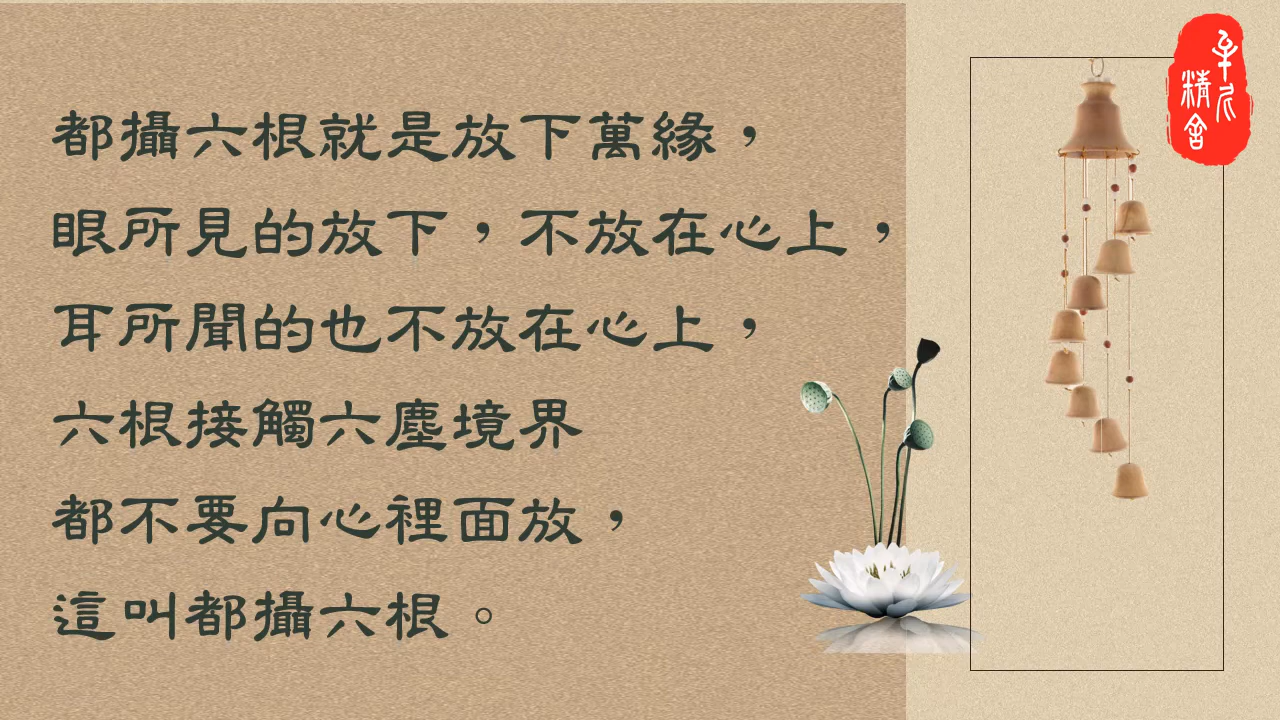 都攝六根就是放下萬緣，
眼所見的放下，不放在心上，
耳所聞的也不放在心上，
六根接觸六塵境界
都不要向心裡面放，
這叫都攝六根。
精舍